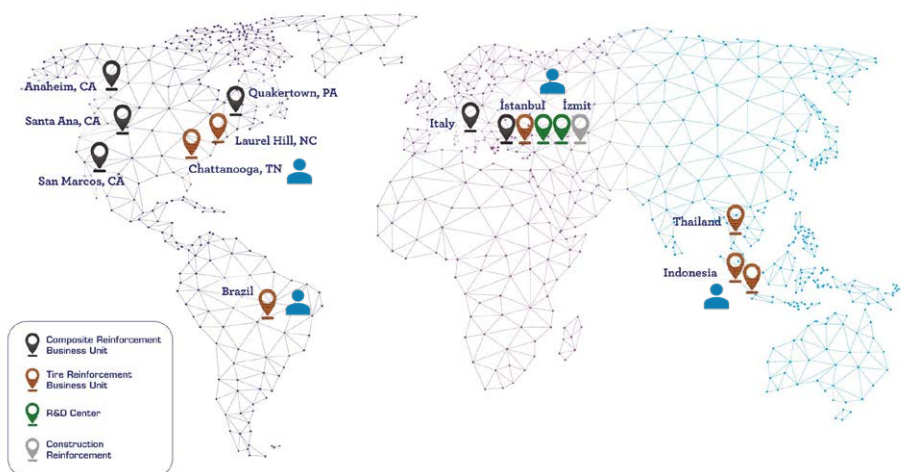 Anaheim, CA
Quakertown, PA
Santa Ana, CA
Laurel Hill, NC
Chattanooga, TN
San Marcos, CA
Italy
İstanbul
İzmit
Thailand
Indonesia
Brazil
Composite Reinforcement
Business Unit
Tire Reinforcement
Business Unit
R&D Center
Construction
Reinforcement